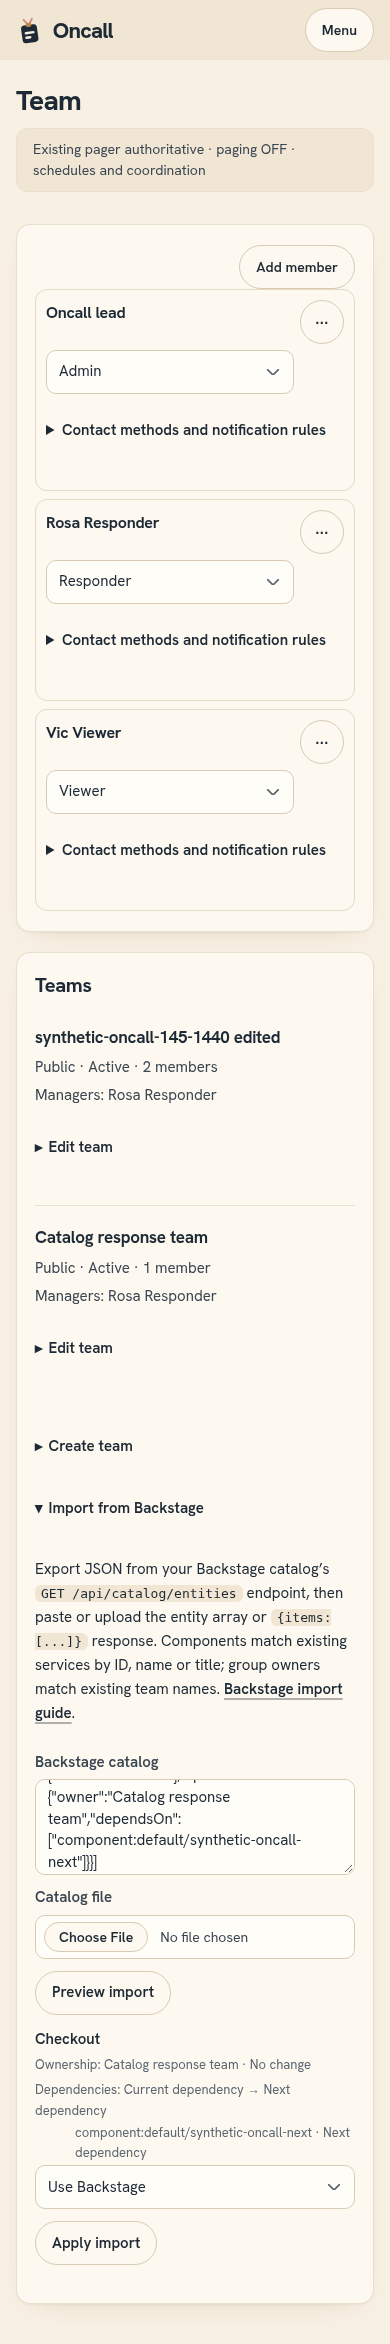 Oncall
Menu
Team
Existing pager authoritative · paging OFF ·
schedules and coordination
Add member
Oncall lead
...
Admin
Contact methods and notification rules
Rosa Responder
...
Responder
Contact methods and notification rules
Vic Viewer
...
Viewer
Contact methods and notification rules
Teams
synthetic-oncall-145-1440 edited
Public · Active · 2 members
Managers: Rosa Responder
Edit team
Catalog response team
Public · Active · 1 member
Managers: Rosa Responder
Edit team
Create team
Import from Backstage
Export JSON from your Backstage catalog’s
GET /api/catalog/entities endpoint, then
paste or upload the entity array or {items:
[...]} response. Components match existing
services by ID, name or title; group owners
match existing team names. Backstage import
guide.
Backstage catalog
{"owner":"Catalog response
team","dependsOn":
["component:default/synthetic-oncall-
next"]}}]
Catalog file
Choose File No file chosen
Preview import
Checkout
Ownership: Catalog response team · No change
Dependencies: Current dependency → Next
dependency
component:default/synthetic-oncall-next · Next
dependency
Use Backstage
Apply import